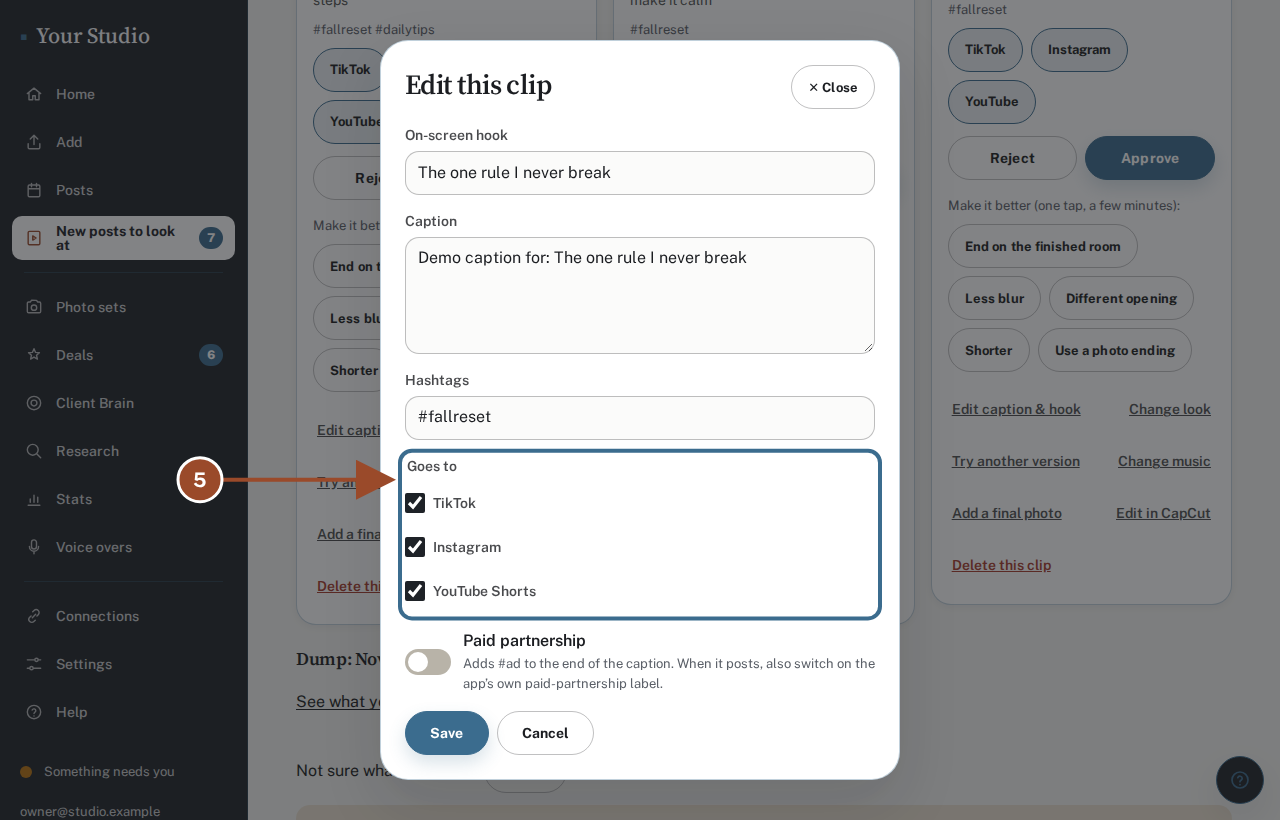 Your Studio
Home
Add
Posts
New posts to look
at
7
Photo sets
Deals
6
Client Brain
Research
Stats
Voice overs
Connections
Settings
Help
Something needs you
owner@studio.example
steps
#fallreset #dailytips
TikTok
YouTube
Make it
End on
Less
Shorter
Edit
Try
Add a
Delete
make it calm
#fallreset
5
Edit this clip
× Close
On-screen hook
The one rule I never break
Caption
Demo caption for: The one rule I never break
Hashtags
#fallreset
Goes to
TikTok
Instagram
YouTube Shorts
Paid partnership
Adds #ad to the end of the caption. When it posts, also switch on the
app's own paid-partnership label.
Save
Cancel
#fallreset
TikTok
Instagram
YouTube
Reject
Approve
Make it better (one tap, a few minutes):
End on the finished room
Less blur
Different opening
Shorter
Use a photo ending
Edit caption & hook
Change look
Try another version
Change music
Add a final photo
Edit in CapCut
Delete this clip
Dump:
See what
Not sure